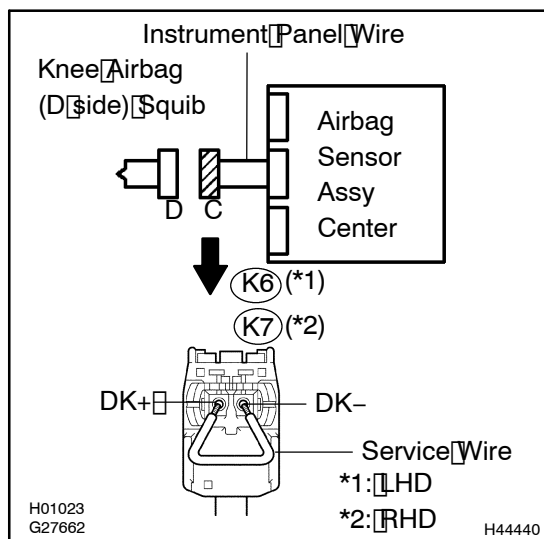 Instrument Panel Wire
Knee Airbag
(D side) Squib
Airbag
Sensor
Assy
Center
D
C
K6 (*1)
K7 (*2)
DK+
DK−
Service Wire
*1: LHD
*2: RHD
H01023
G27662
H44440